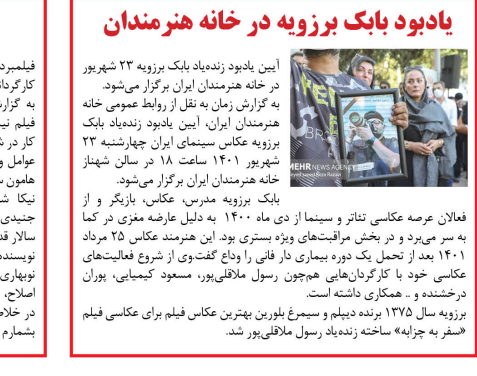 یادبود بابک برزویه در خانه هنرمندان
آیین یادبود زنده‌یاد بابک برزویه ۲۳ شهریور
در خانه هنرمندان ایران برگزار می‌شود.
به گزارش زمان به نقل از روابط عمومی خانه
هنرمندان ایران، آیین یادبود زنده‌یاد بابک
برزویه عکاس سینمای ایران چهارشنبه ۲۳
شهریور ۱۴۰۱ ساعت ۱۸ در سالن شهناز
خانه هنرمندان ایران برگزار می‌شود.
بابک برزویه مدرس، عکاس، بازیگر و از
فعالان عرصه عکاسی تئاتر و سینما از دی ماه ۱۴۰۰ به دلیل عارضه مغزی در کما
به سر می‌برد و در بخش مراقبت‌های ویژه بستری بود. این هنرمند عکاس ۲۵ مرداد
۱۴۰۱ بعد از تحمل یک دوره بیماری دار فانی را وداع گفت.وی از شروع فعالیت‌های
عکاسی خود با کارگردان‌هایی هم‌چون رسول ملاقلی‌پور، مسعود کیمیایی، پوران
درخشنده و .. همکاری داشته است.
برزویه سال ۱۳۷۵ برنده دیپلم و سیمرغ بلورین بهترین عکاس فیلم برای عکاسی فیلم
«سفر به چزابه» ساخته زنده‌یاد رسول ملاقلی‌پور شد.
MEHR NEWS AGENCY
فیلمبرد
کارگردان
به گزار
فیلم نی
کار در ش
عوامل و
هامون س
نیکا ش
جنیدی
سالار قد
نویسنده
نوبهاری
اصلاح،
در خلاص
بشمارم